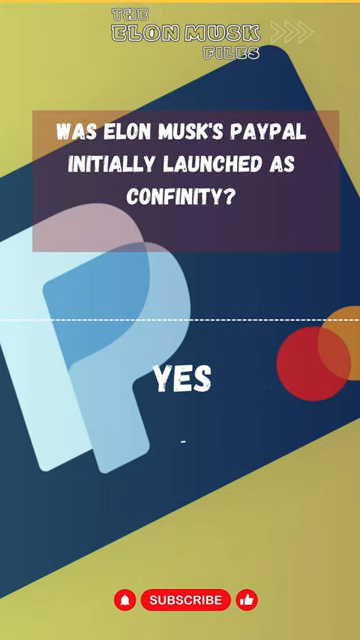 THE
ELON MUSK
FILES
WAS ELON MUSK'S PAYPAL
INITIALLY LAUNCHED AS
CONFINITY?
YES
-
SUBSCRIBE